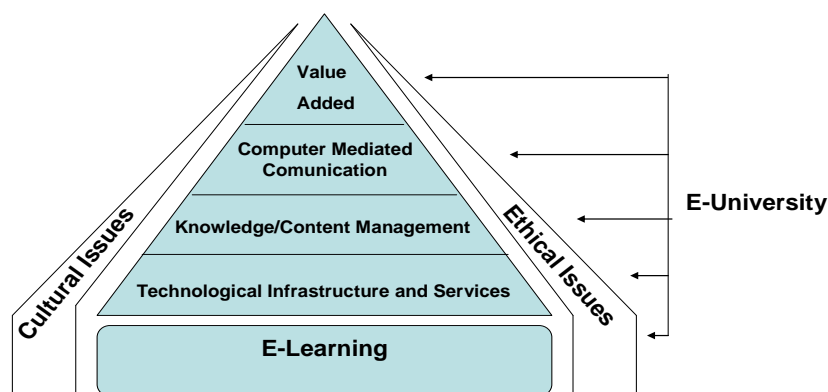 Value
Added
Computer Mediated
Comunication
Knowledge/Content Management
Technological Infrastructure and Services
E-Learning
Cultural Issues
Ethical Issues
E-University